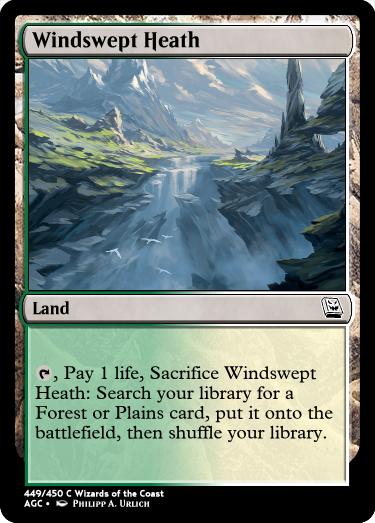 Windswept Heath
Land
, Pay 1 life, Sacrifice Windswept
Heath: Search your library for a
Forest or Plains card, put it onto the
battlefield, then shuffle your library.
449/450 C Wizards of the Coast
AGC • Philipp A. Urlich